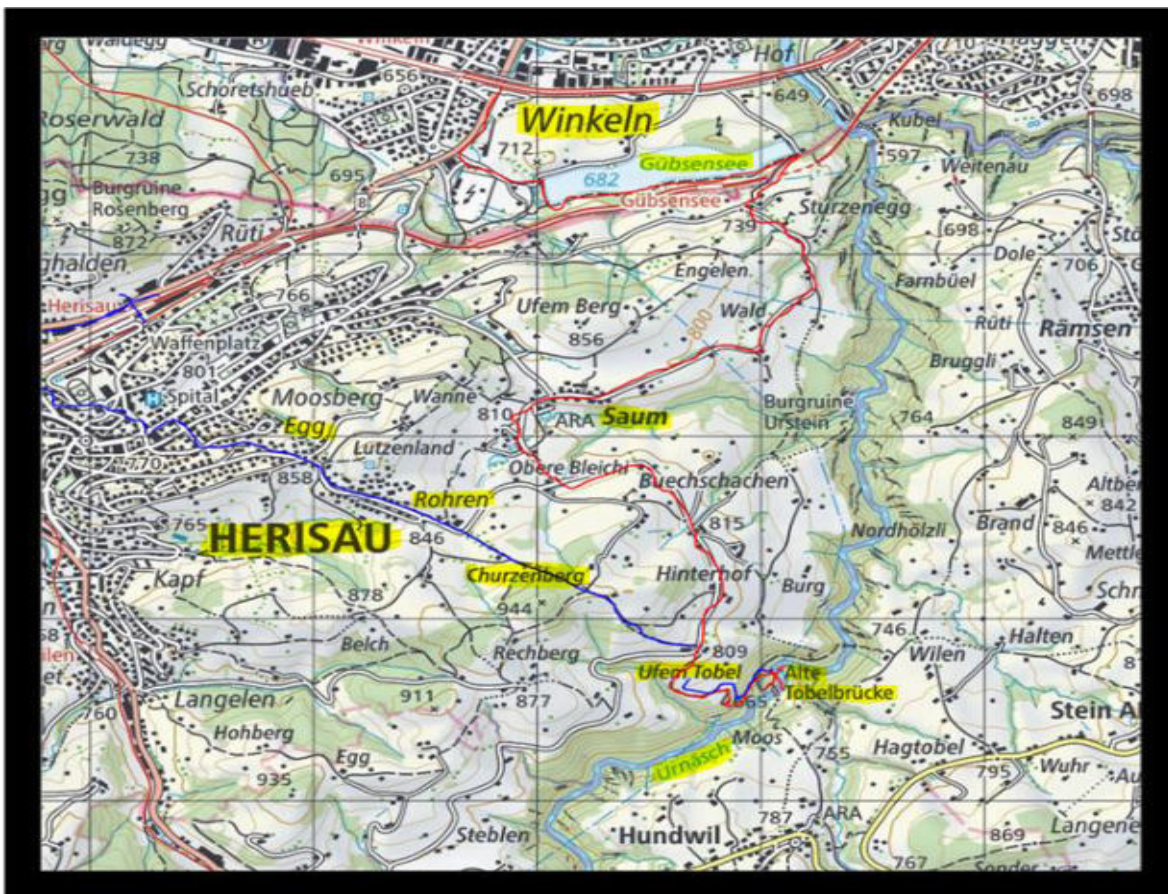 Waldegg
Winkeln
Hof
656
Schoretshueb
649
698
Roserwald
Winkeln
Kubel
712
738
Gübsensee
597
Weitenau
695
682
Burgruine
Rosenberg
Gübsensee
Sturzenegg
872
Rüti
739
698
Dole
ghalden
Engelen
706
Farnbüel
766
Herisau
Ufem Berg
Wald
800
Rüti
Rämsen
Waffenplatz
856
Bruggli
801
Spital
Moosberg
Wanne
810
ARA
Saum
Burgruine
Urstein
764
849
Egg
Lutzenland
770
858
Obere Bleichi
Buechschachen
Rohren
815
Brand
846
842
765
HERISAU
846
Nordhölzli
Kapf
Churzenberg
Hinterhof
Burg
878
944
746
Halten
Belch
Rechberg
809
Wilen
Ufem Tobel
Alte
Tobelbrücke
911
877
Langelen
760
Stein
Hohberg
Moos
755
Hagtobel
Egg
Urnäsch
795
Wuhr
935
787
ARA
Steblen
Hundwil
869
767